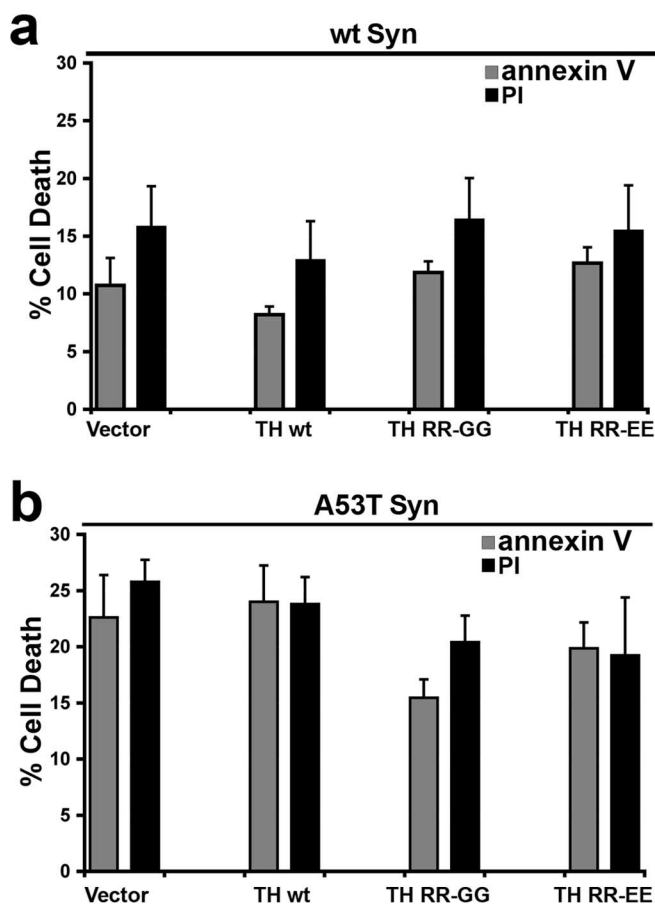 a
wt Syn
30
25
20
15
10
5
0
% Cell Death
annexin V
PI
Vector
TH wt
TH RR-GG
TH RR-EE
b
A53T Syn
30
25
20
15
10
5
0
% Cell Death
annexin V
PI
Vector
TH wt
TH RR-GG
TH RR-EE